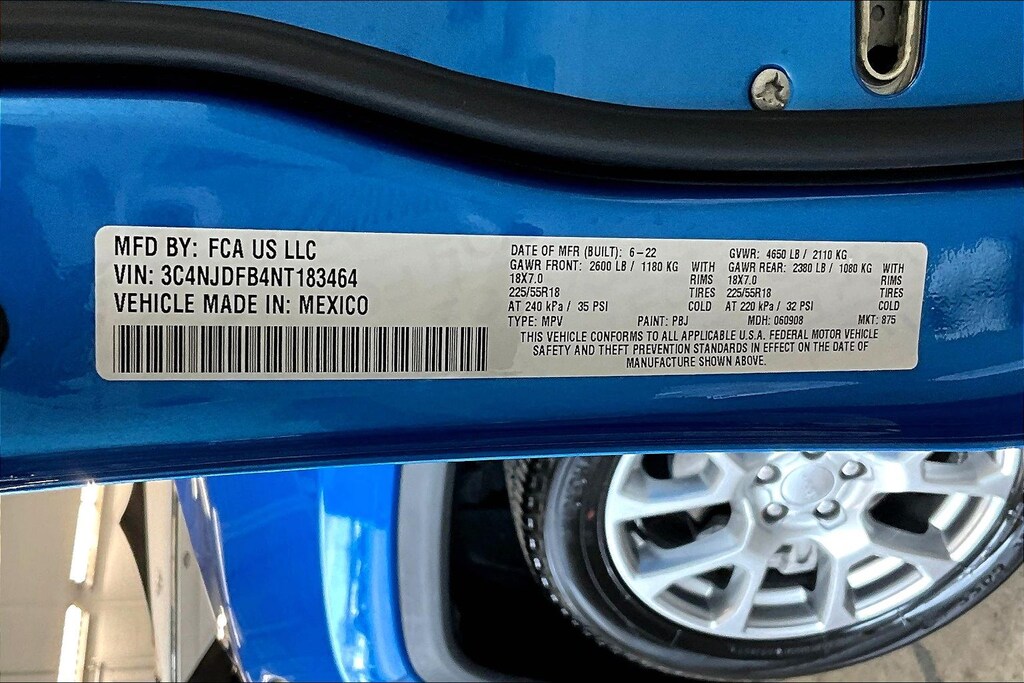 MFD BY: FCA US LLC
VIN: 3C4NJDFB4NT183464
VEHICLE MADE IN: MEXICO
DATE OF MFR (BUILT): 6-22 GVWR: 4650 LB / 2110 KG
GAWR FRONT: 2600 LB / 1180 KG WITH GAWR REAR: 2380 LB / 1080 KG WITH
18X7.0 RIMS 18X7.0 RIMS
225/55R18 TIRES 225/55R18 TIRES
AT 240 kPa / 35 PSI COLD AT 220 kPa / 32 PSI COLD
TYPE: MPV PAINT: PBJ MDH: 060908 MKT: 875
THIS VEHICLE CONFORMS TO ALL APPLICABLE U.S.A. FEDERAL MOTOR VEHICLE
SAFETY AND THEFT PREVENTION STANDARDS IN EFFECT ON THE DATE OF
MANUFACTURE SHOWN ABOVE.